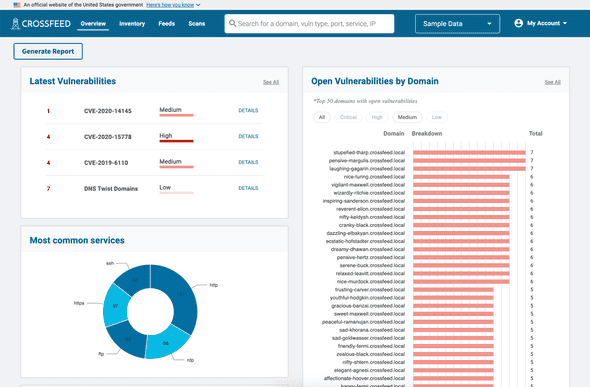 An official website of the United States government Here's how you know
CROSSFEED
Overview Inventory Feeds Scans
Search for a domain, vuln type, port, service, IP
Sample Data
My Account
Generate Report
Latest Vulnerabilities
See All
1 CVE-2020-14145 Medium DETAILS
4 CVE-2020-15778 High DETAILS
4 CVE-2019-6110 Medium DETAILS
7 DNS Twist Domains Low DETAILS
Most common services
ssh
http
https
97
ftp
rdp
Open Vulnerabilities by Domain
See All
*Top 50 domains with open vulnerabilities
All Critical High Medium Low
Domain Breakdown Total
stupefied-tharp.crossfeed.local 7
pensive-margulis.crossfeed.local 7
laughing-gagarin.crossfeed.local 7
nice-turing.crossfeed.local 6
vigilant-maxwell.crossfeed.local 6
wizardly-ritchie.crossfeed.local 6
inspiring-sanderson.crossfeed.local 6
reverent-elion.crossfeed.local 6
nifty-keldysh.crossfeed.local 6
cranky-black.crossfeed.local 6
dazzling-elbakyan.crossfeed.local 6
ecstatic-hofstadter.crossfeed.local 6
dreamy-dhawan.crossfeed.local 6
pensive-hertz.crossfeed.local 6
serene-buck.crossfeed.local 6
relaxed-leavitt.crossfeed.local 6
nice-murdock.crossfeed.local 6
trusting-carver.crossfeed.local 5
youthful-hodgkin.crossfeed.local 5
gracious-banzai.crossfeed.local 5
sweet-maxwell.crossfeed.local 5
peaceful-ramanujan.crossfeed.local 5
sad-khorana.crossfeed.local 5
sad-goldwasser.crossfeed.local 5
friendly-fermi.crossfeed.local 5
zealous-black.crossfeed.local 5
nifty-shtern.crossfeed.local 5
elegant-agnesi.crossfeed.local 5
affectionate-hoover.crossfeed.local 5